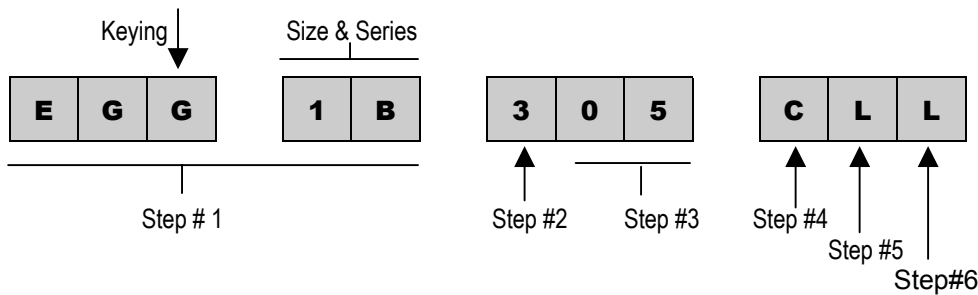 Keying Size & Series
E G G 1 B 3 0 5 C L L
Step # 1 Step #2 Step #3 Step #4
Step #5
Step#6